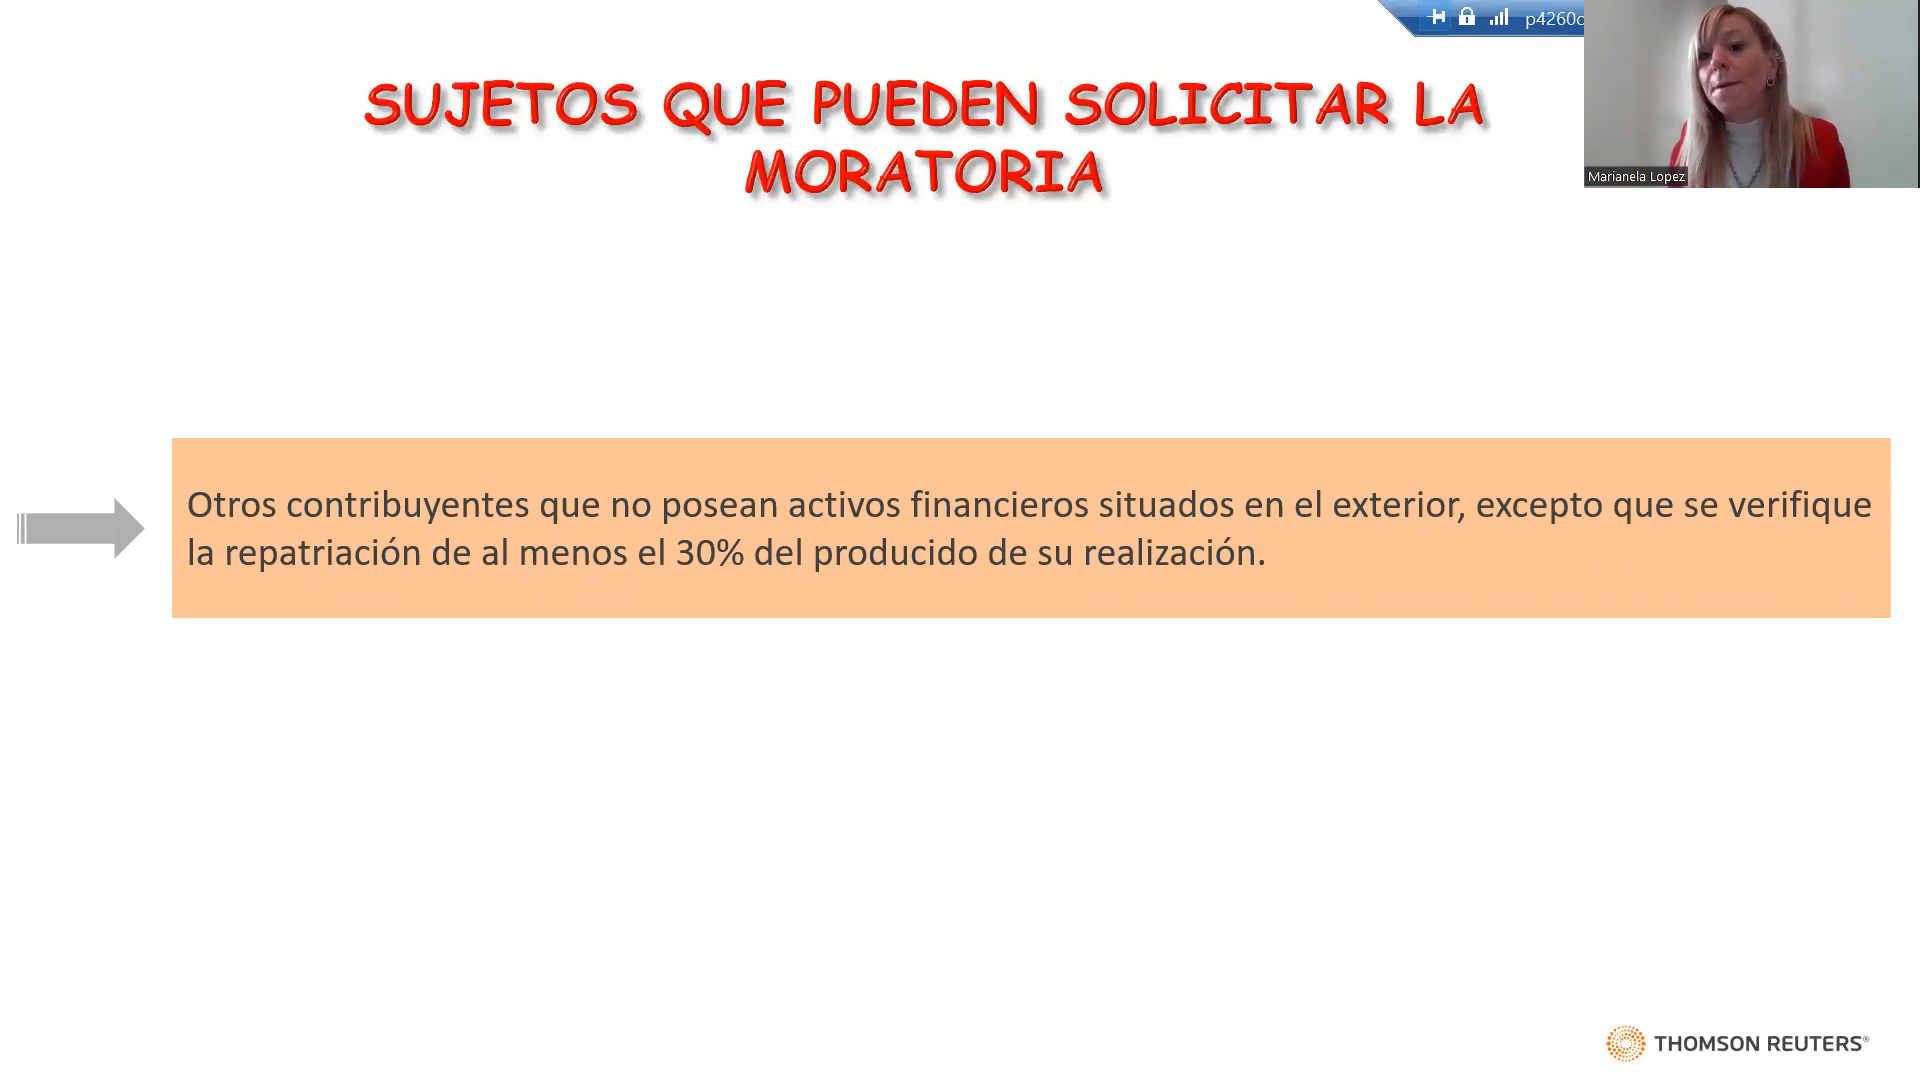 p4260
SUJETOS QUE PUEDEN SOLICITAR LA
MORATORIA
Marianela Lopez
Otros contribuyentes que no posean activos financieros situados en el exterior, excepto que se verifique
la repatriación de al menos el 30% del producido de su realización.
THOMSON REUTERS®